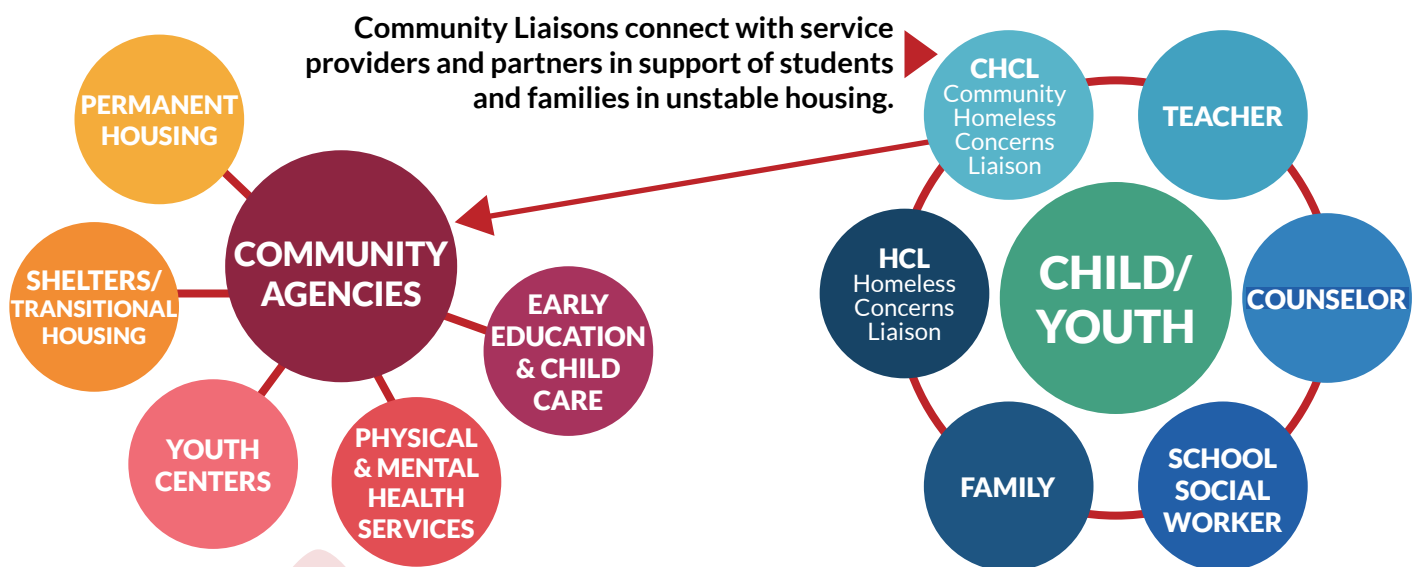 Community Liaisons connect with service
providers and partners in support of students
and families in unstable housing.
PERMANENT
HOUSING
SHELTERS/
TRANSITIONAL
HOUSING
COMMUNITY
AGENCIES
YOUTH
CENTERS
PHYSICAL
& MENTAL
HEALTH
SERVICES
EARLY
EDUCATION
& CHILD
CARE
CHCL
Community
Homeless
Concerns
Liaison
TEACHER
HCL
Homeless
Concerns
Liaison
CHILD/
YOUTH
COUNSELOR
FAMILY
SCHOOL
SOCIAL
WORKER